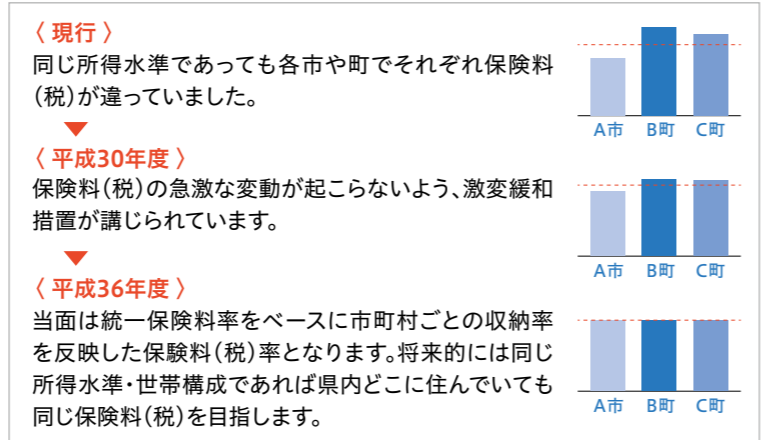 〈 現行 〉
同じ所得水準であっても各市や町でそれぞれ保険料
（税）が違っていました。
A市 B町 C町
〈 平成30年度 〉
保険料（税）の急激な変動が起こらないよう、激変緩和
措置が講じられています。
A市 B町 C町
〈 平成36年度 〉
当面は統一保険料率をベースに市町村ごとの収納率
を反映した保険料（税）率となります。将来的には同じ
所得水準・世帯構成であれば県内どこに住んでいても
同じ保険料（税）を目指します。
A市 B町 C町